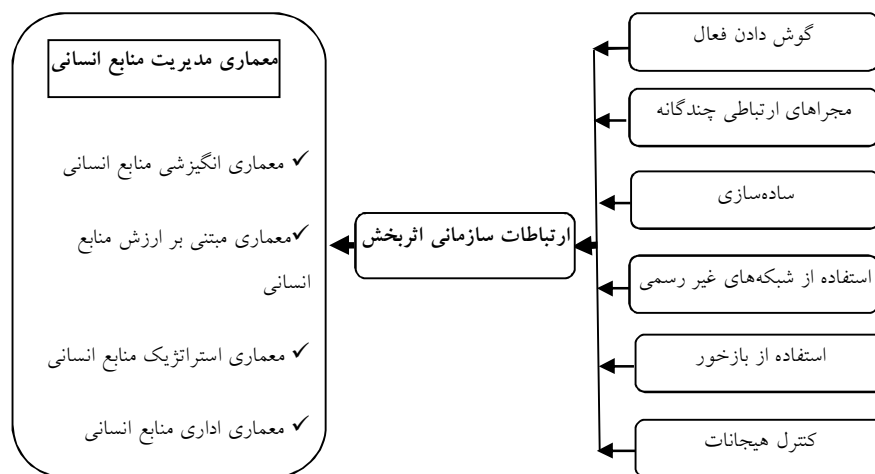 گوش دادن فعال
مجراهای ارتباطی چندگانه
ساده‌سازی
استفاده از شبکه‌های غیر رسمی
استفاده از بازخور
کنترل هیجانات
ارتباطات سازمانی اثربخش
معماری مدیریت منابع انسانی
✓ معماری انگیزشی منابع انسانی
✓ معماری مبتنی بر ارزش منابع
انسانی
✓ معماری استراتژیک منابع انسانی
✓ معماری اداری منابع انسانی